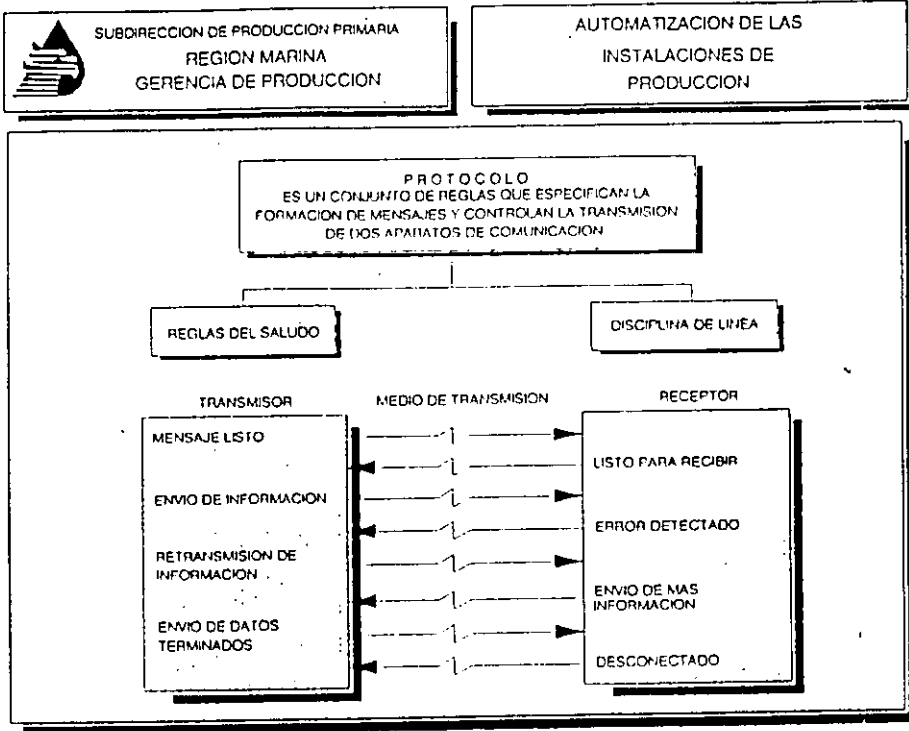 SUBDIRECCION DE PRODUCCION PRIMARIA
REGION MARINA
GERENCIA DE PRODUCCION
AUTOMATIZACION DE LAS
INSTALACIONES DE
PRODUCCION
PROTOCOLO
ES UN CONJUNTO DE REGLAS QUE ESPECIFICAN LA
FORMACION DE MENSAJES Y CONTROLAN LA TRANSMISION
DE DOS APARATOS DE COMUNICACION
REGLAS DEL SALUDO
DISCIPLINA DE LINEA
TRANSMISOR
MEDIO DE TRANSMISION
RECEPTOR
MENSAJE LISTO
LISTO PARA RECIBIR
ENVIO DE INFORMACION
ERROR DETECTADO
RETRANSMISION DE
INFORMACION
ENVIO DE MAS
INFORMACION
ENVIO DE DATOS
TERMINADOS
DESCONECTADO